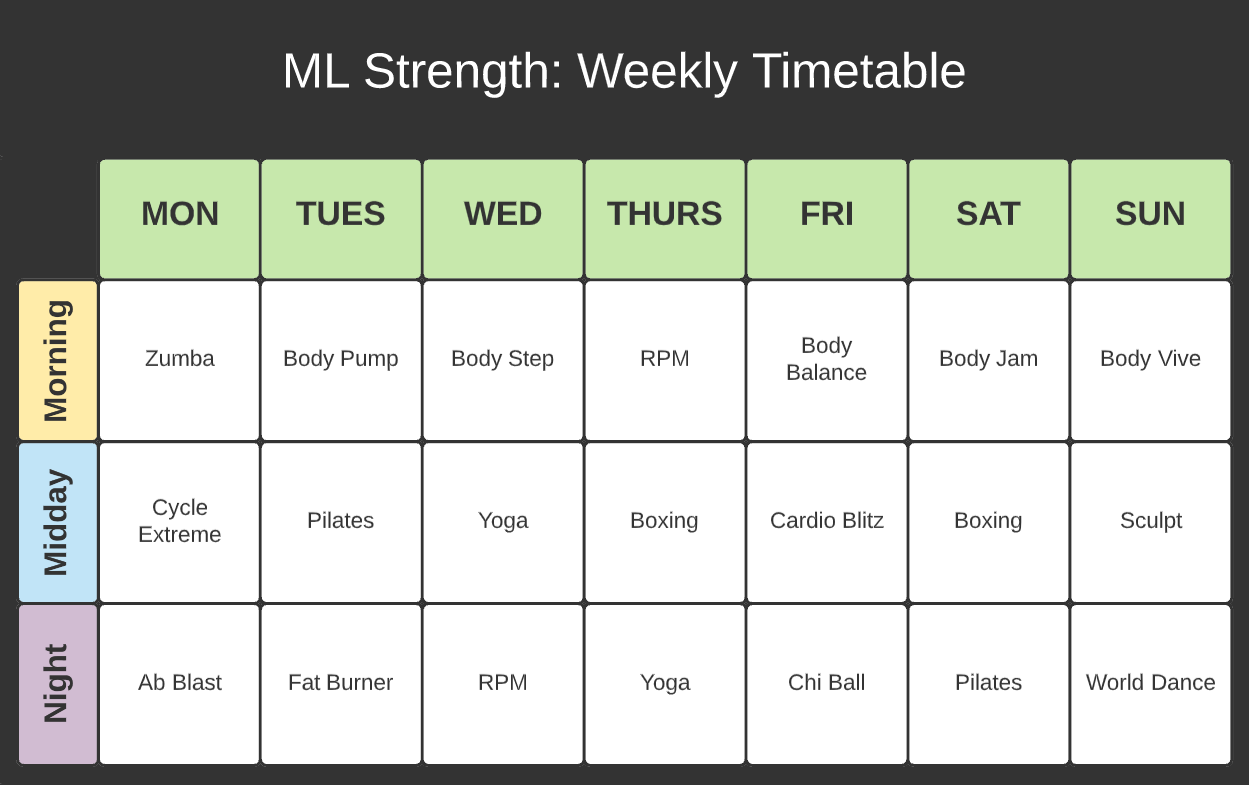 ML Strength: Weekly Timetable
MON TUES WED THURS FRI SAT SUN
Morning
Zumba Body Pump Body Step RPM Body Balance Body Jam Body Vive
Midday
Cycle Extreme Pilates Yoga Boxing Cardio Blitz Boxing Sculpt
Night
Ab Blast Fat Burner RPM Yoga Chi Ball Pilates World Dance